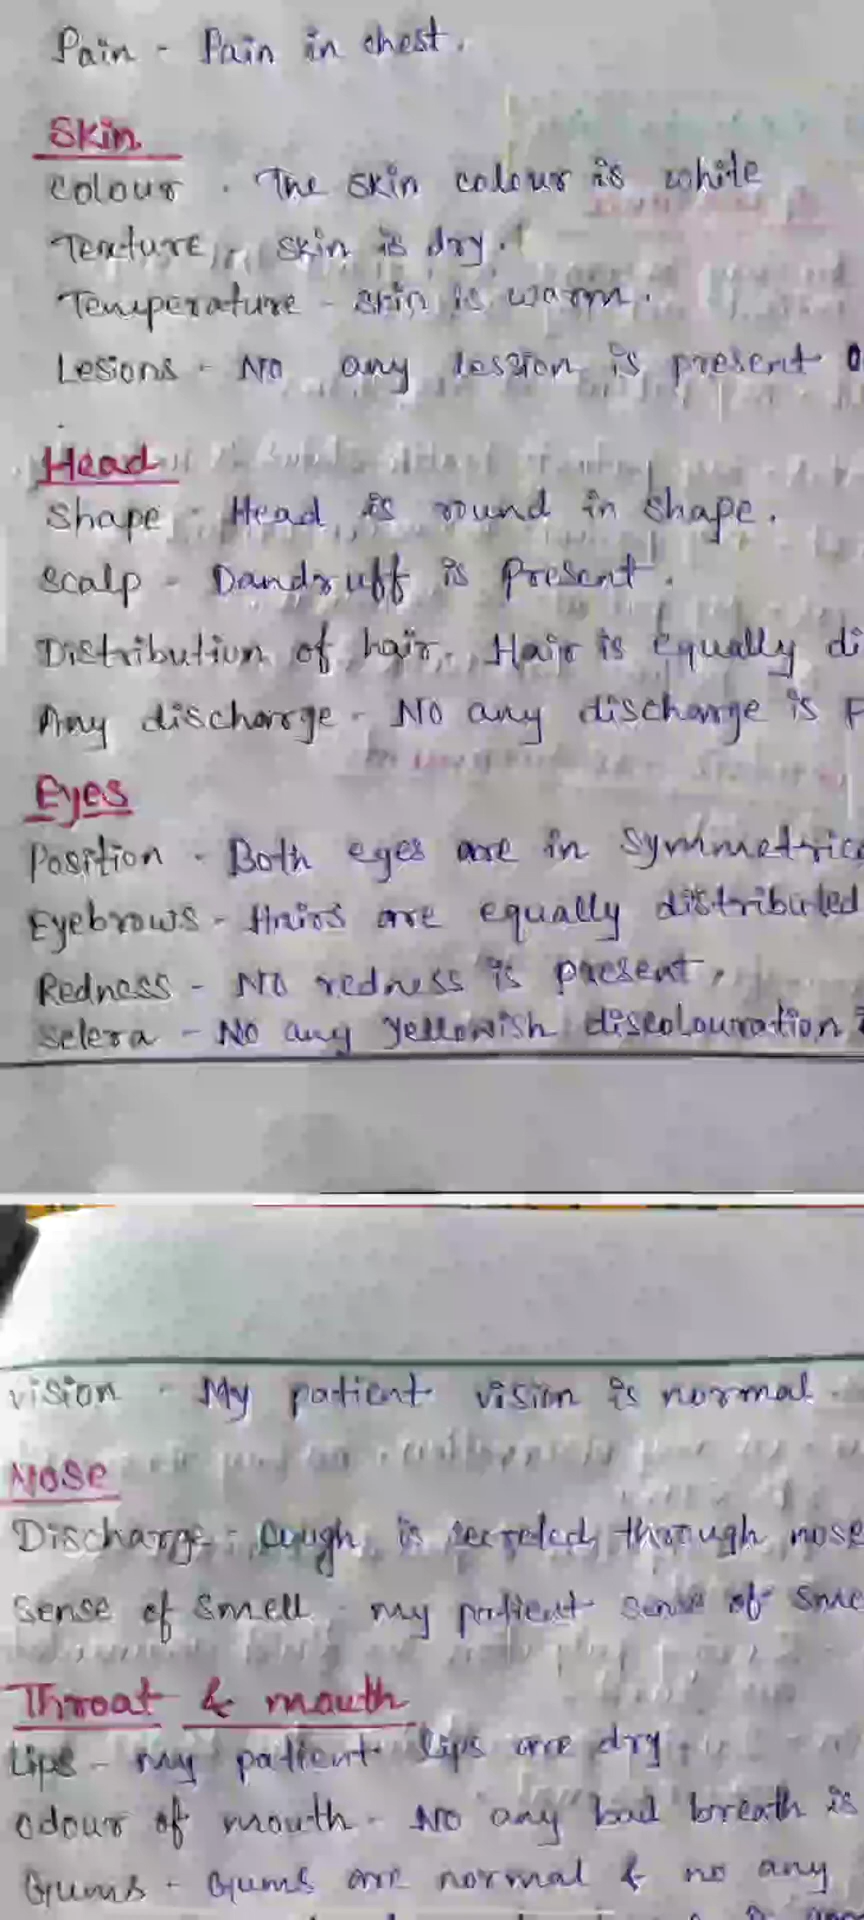 Pain - Pain in chest.
Skin
Colour . The skin colour is white
Texture - skin is dry.
Temperature - skin is warm.
Lesions - No any lession is present
Head
Shape - Head is round in shape.
Scalp - Dandruff is present.
Distribution of hair. Hair is equally di
Any discharge - No any discharge is P
Eyes
Position - Both eyes are in symmetric
Eyebrows - Hairs are equally distributed
Redness - No redness is present.
Sclera - No any yellowish discolouration i
vision - My patient vision is normal.
Nose
Discharge - Cough is secreted through nose
Sense of smell - my patient sense of sme
Throat & mouth
Lips - my patient lips are dry.
Odour of mouth - No any bad breath is
Gums - Gums are normal & no any